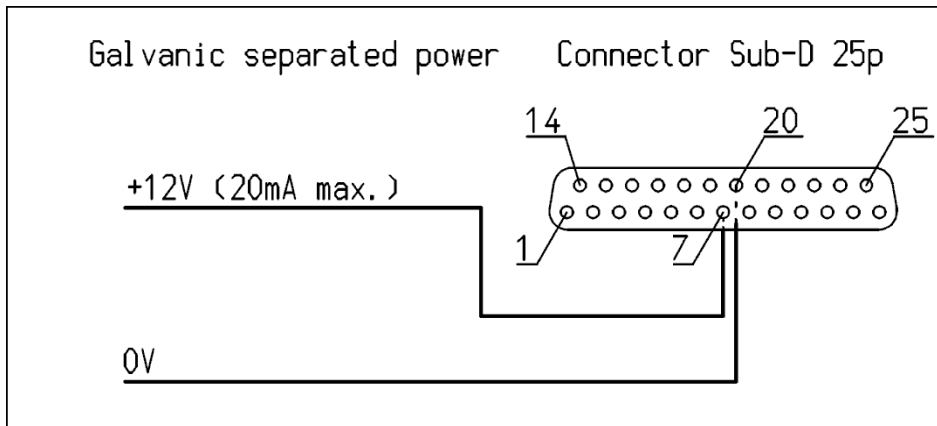 Galvanic separated power
Connector Sub-D 25p
14
20
25
+12V (20mA max.)
1
7
0V